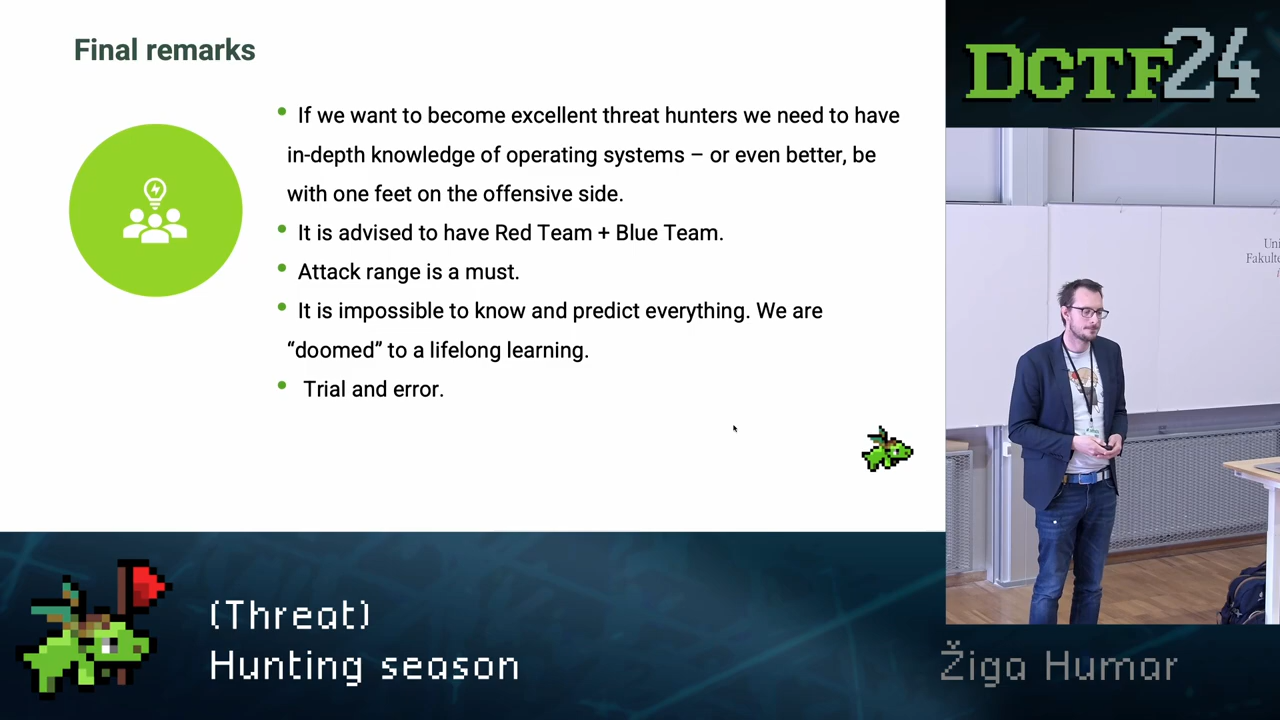 Final remarks
• If we want to become excellent threat hunters we need to have
in-depth knowledge of operating systems – or even better, be
with one feet on the offensive side.
• It is advised to have Red Team + Blue Team.
• Attack range is a must.
• It is impossible to know and predict everything. We are
“doomed” to a lifelong learning.
• Trial and error.
DCTF24
Uni
Fakulte
(Threat)
Hunting season
Žiga Humar